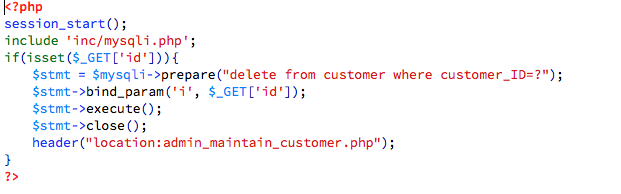 <?php
session_start();
include 'inc/mysqli.php';
if(isset($_GET['id'])){
    $stmt = $mysqli->prepare("delete from customer where customer_ID=?");
    $stmt->bind_param('i', $_GET['id']);
    $stmt->execute();
    $stmt->close();
    header("location:admin_maintain_customer.php");
}
?>